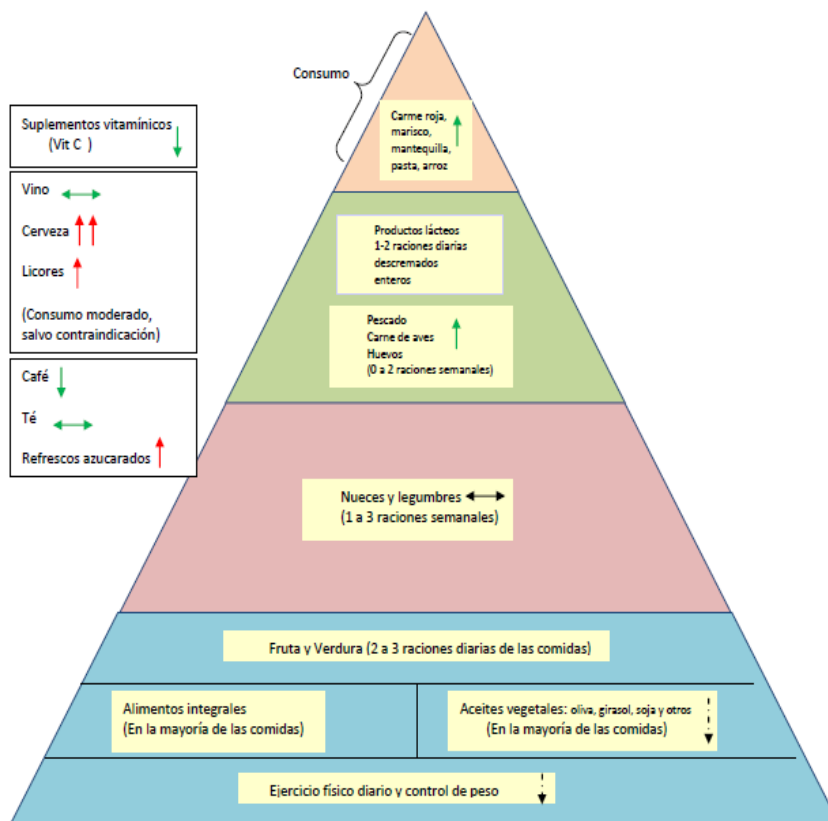 Consumo
Carme roja,
marisco,
mantequilla,
pasta, arroz
Suplementos vitamínicos
(Vit C )
Vino
Cerveza
Licores
(Consumo moderado,
salvo contraindicación)
Café
Té
Refrescos azucarados
Productos lácteos
1-2 raciones diarias
descremados
enteros
Pescado
Carne de aves
Huevos
(0 a 2 raciones semanales)
Nueces y legumbres
(1 a 3 raciones semanales)
Fruta y Verdura (2 a 3 raciones diarias de las comidas)
Alimentos integrales
(En la mayoría de las comidas)
Aceites vegetales: oliva, girasol, soja y otros
(En la mayoría de las comidas)
Ejercicio físico diario y control de peso